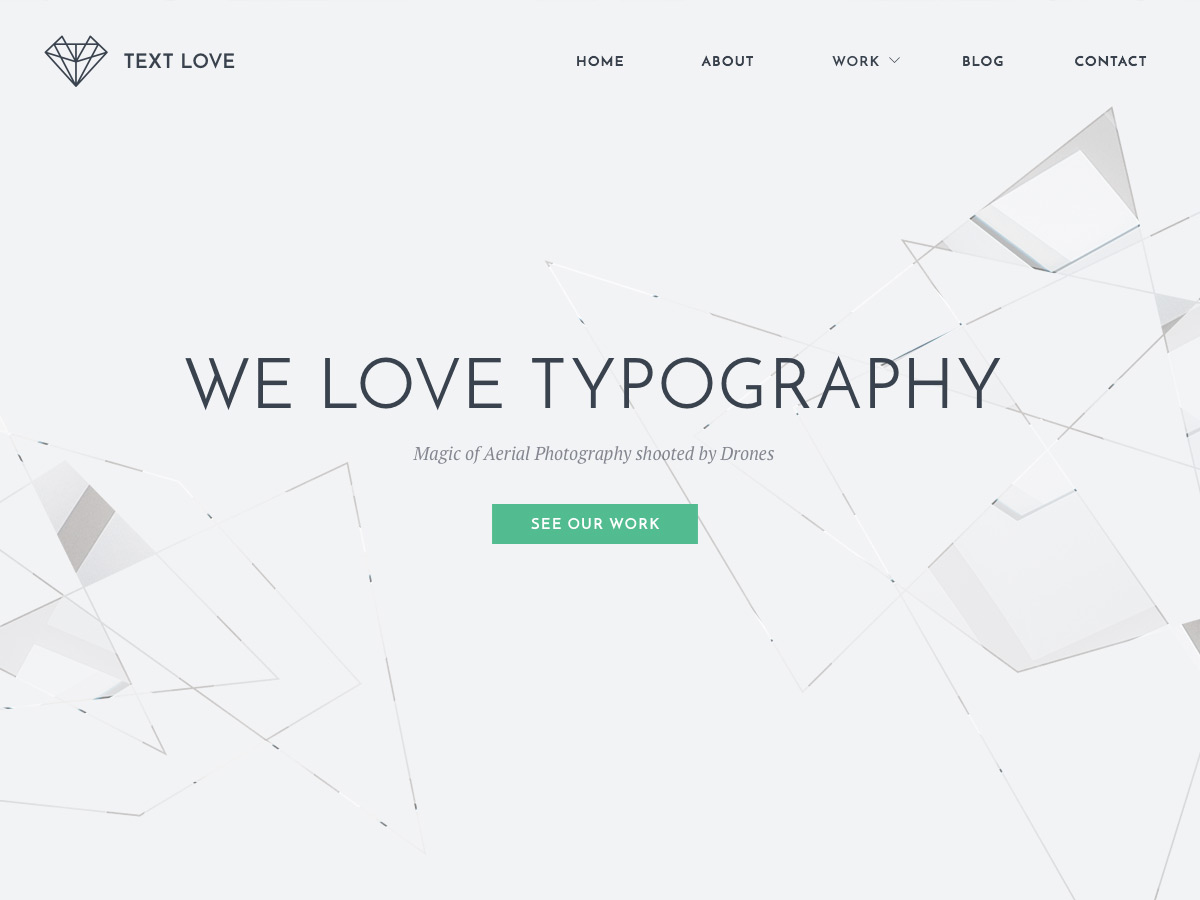 TEXT LOVE
HOME ABOUT WORK BLOG CONTACT
WE LOVE TYPOGRAPHY
Magic of Aerial Photography shooted by Drones
SEE OUR WORK